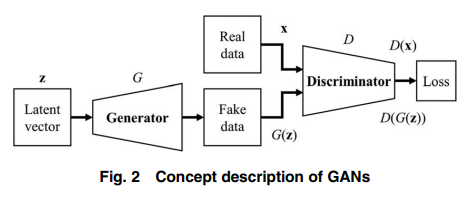 z
G
Latent
vector
Generator
Real
data
x
Fake
data
G(z)
D
D(x)
Discriminator
Loss
D(G(z))
Fig. 2 Concept description of GANs